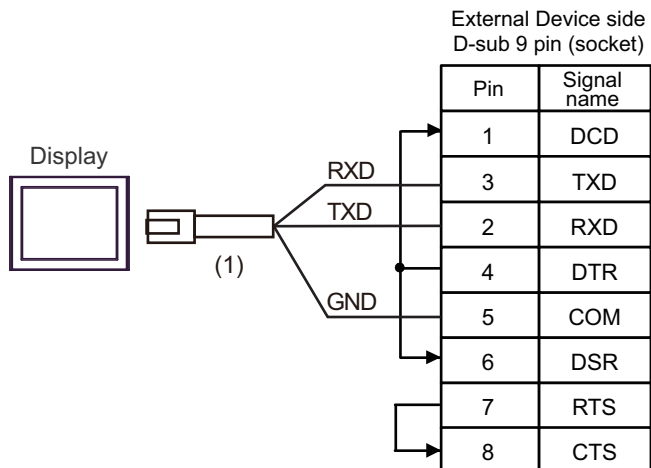 External Device side
D-sub 9 pin (socket)
Pin Signal name
1 DCD
Display
RXD 3 TXD
TXD 2 RXD
(1)
4 DTR
GND 5 COM
6 DSR
7 RTS
8 CTS